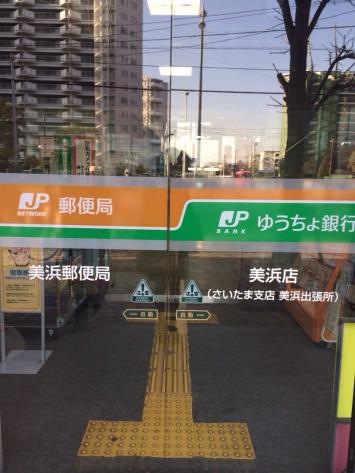 JP 郵便局
NETWORK
JP ゆうちょ銀行
BANK
美浜郵便局
美浜店
(さいたま支店 美浜出張所)
自動
自動